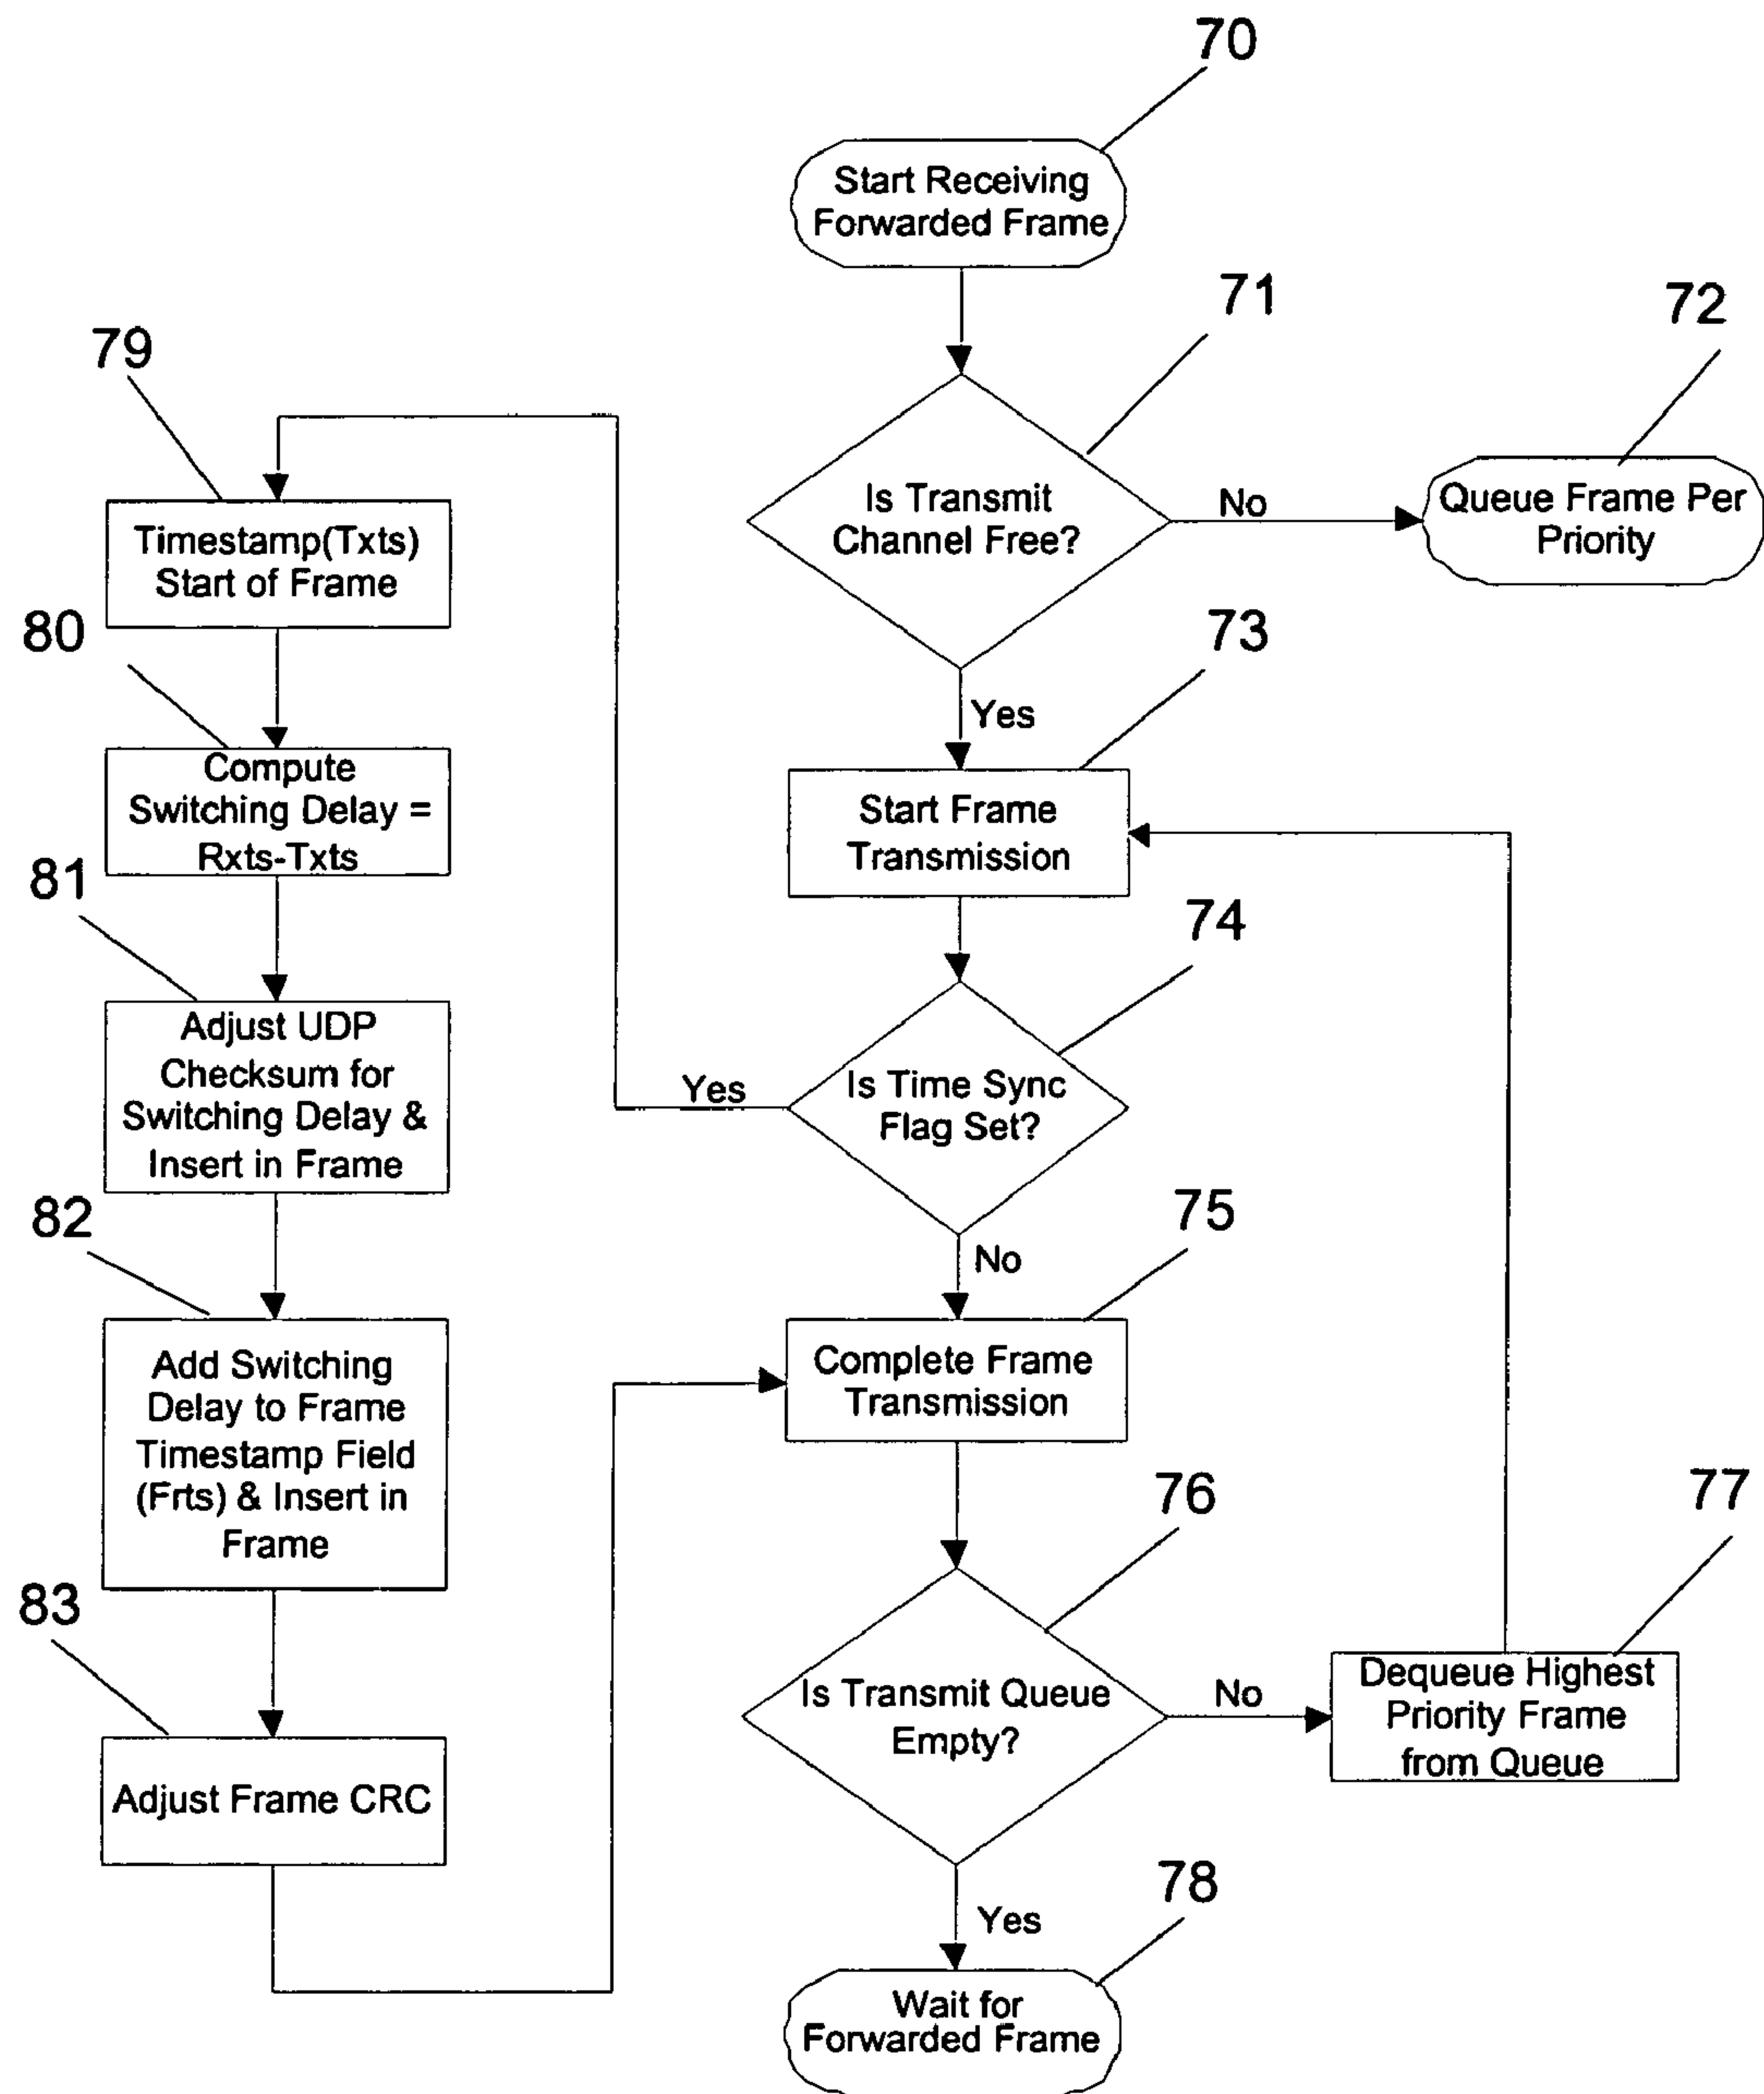 70
Start Receiving
Forwarded Frame
71
72
79
Is Transmit
Channel Free?
No
Queue Frame Per
Priority
Timestamp(Txts)
Start of Frame
80
73
Yes
Compute
Switching Delay =
Rxts-Txts
Start Frame
Transmission
81
74
Adjust UDP
Checksum for
Switching Delay &
Insert in Frame
Yes
Is Time Sync
Flag Set?
82
75
No
Add Switching
Delay to Frame
Timestamp Field
(Frts) & Insert in
Frame
Complete Frame
Transmission
76
77
83
Is Transmit Queue
Empty?
No
Dequeue Highest
Priority Frame
from Queue
Adjust Frame CRC
78
Yes
Wait for
Forwarded Frame